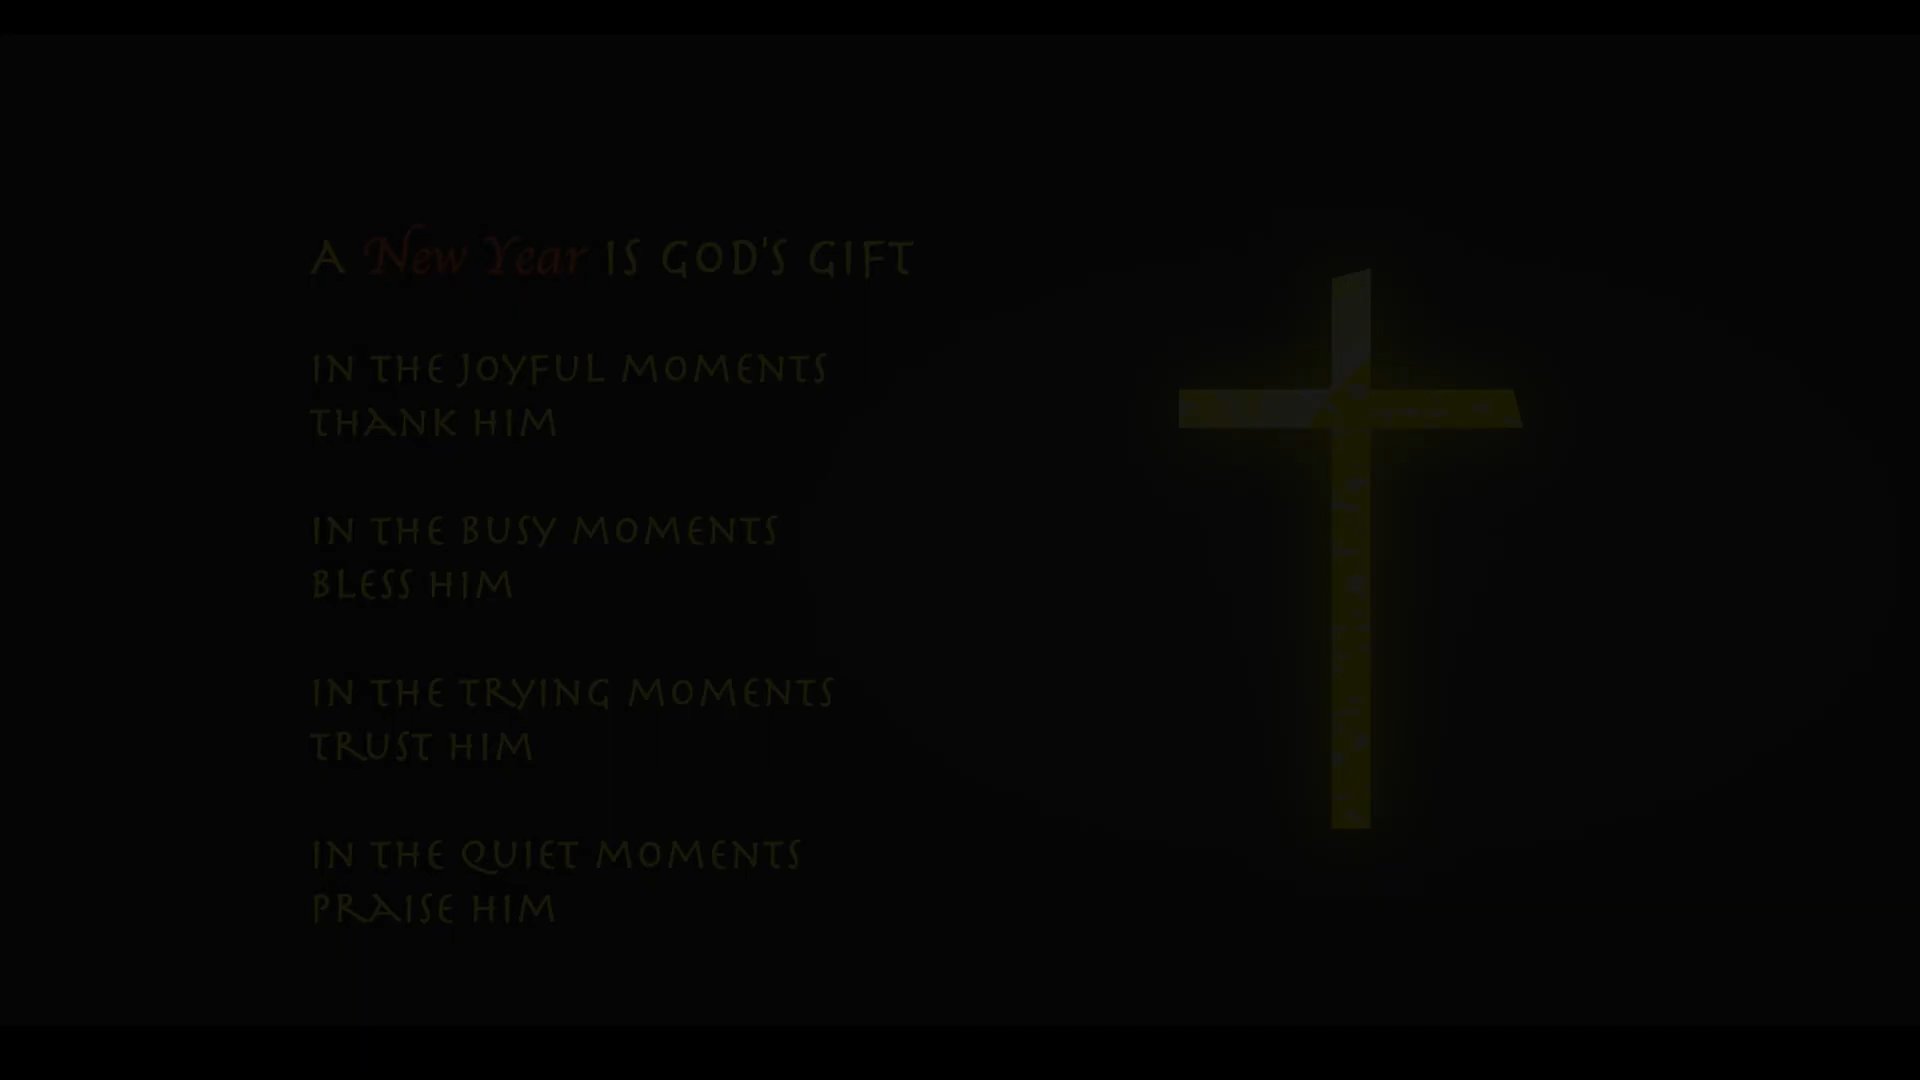 A New Year IS GOD'S GIFT
IN THE JOYFUL MOMENTS
THANK HIM
IN THE BUSY MOMENTS
BLESS HIM
IN THE TRYING MOMENTS
TRUST HIM
IN THE QUIET MOMENTS
PRAISE HIM